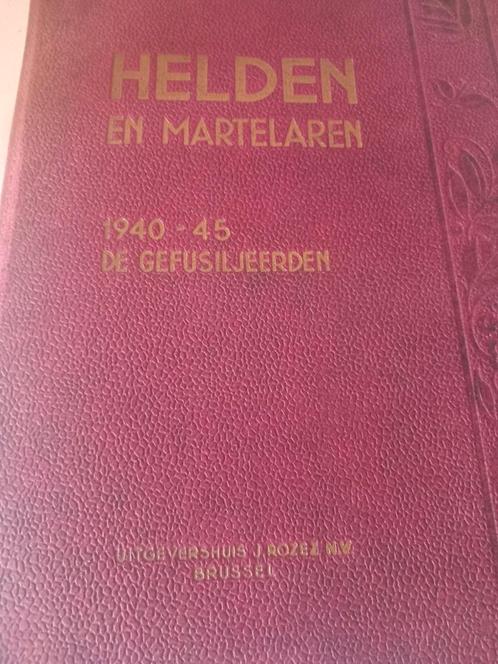 HELDEN
EN MARTELAREN
1940-45
DE GEFUSILJEERDEN
UITGEVERSHUIS J. ROZEZ N.V.
BRUSSEL